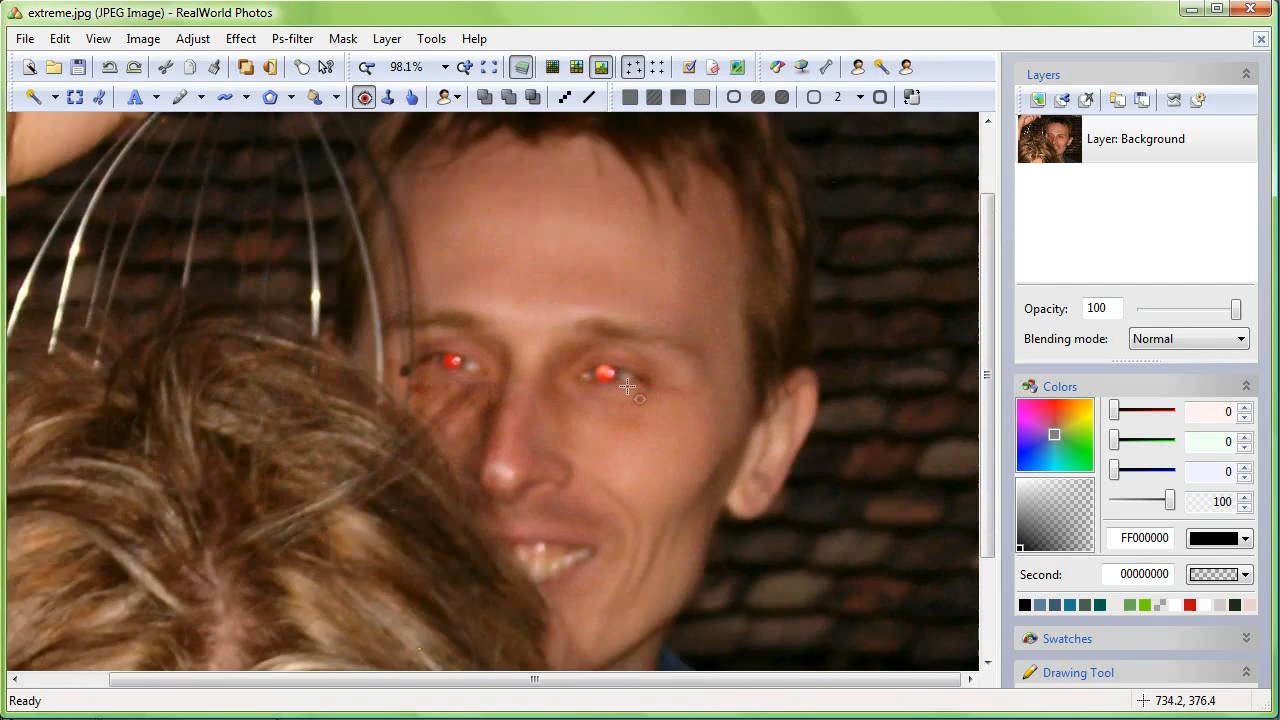 extreme.jpg (JPEG Image) - RealWorld Photos
File Edit View Image Adjust Effect Ps-filter Mask Layer Tools Help
98.1%
2
Layers
Layer: Background
Opacity: 100
Blending mode: Normal
Colors
0
0
0
100
FF000000
Second: 00000000
Swatches
Drawing Tool
Ready
734.2, 376.4